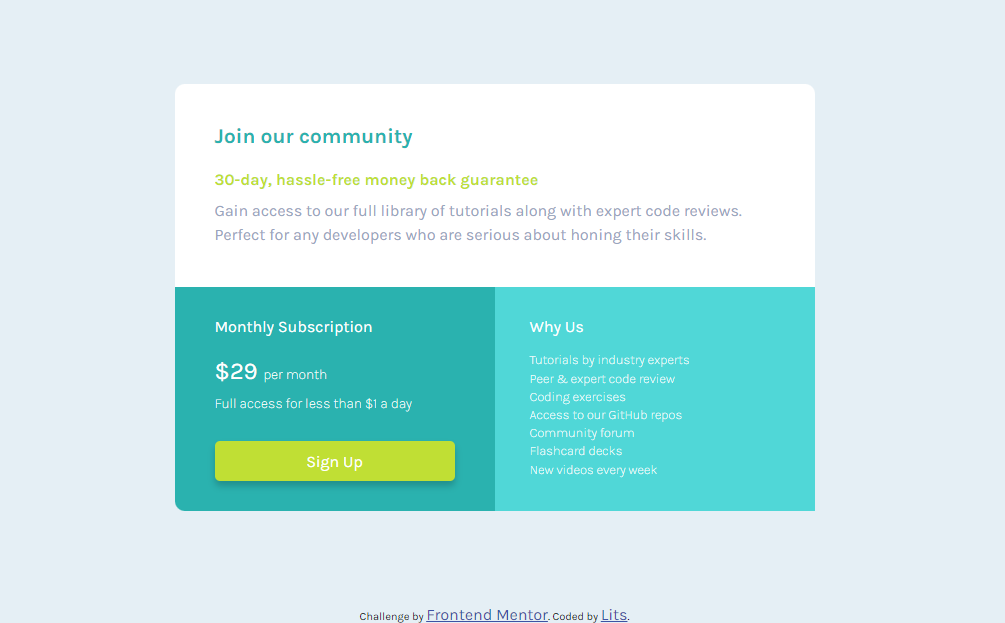 Join our community
30-day, hassle-free money back guarantee
Gain access to our full library of tutorials along with expert code reviews.
Perfect for any developers who are serious about honing their skills.
Monthly Subscription
$29 per month
Full access for less than $1 a day
Sign Up
Why Us
Tutorials by industry experts
Peer & expert code review
Coding exercises
Access to our GitHub repos
Community forum
Flashcard decks
New videos every week
Challenge by Frontend Mentor. Coded by Lits.